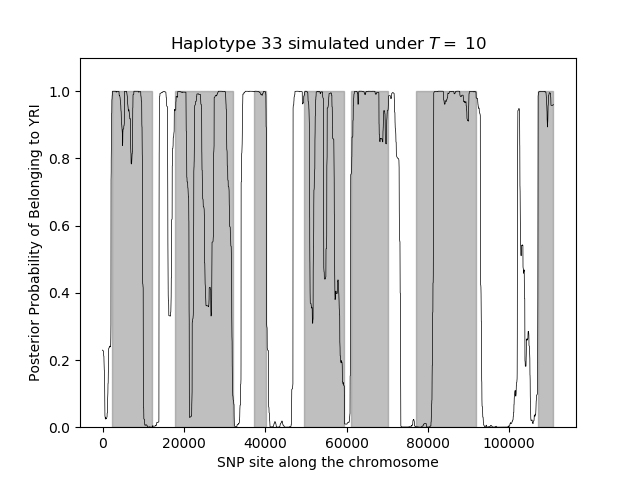 Haplotype 33 simulated under T = 10
Posterior Probability of Belonging to YRI
1.0
0.8
0.6
0.4
0.2
0.0
0 20000 40000 60000 80000 100000
SNP site along the chromosome